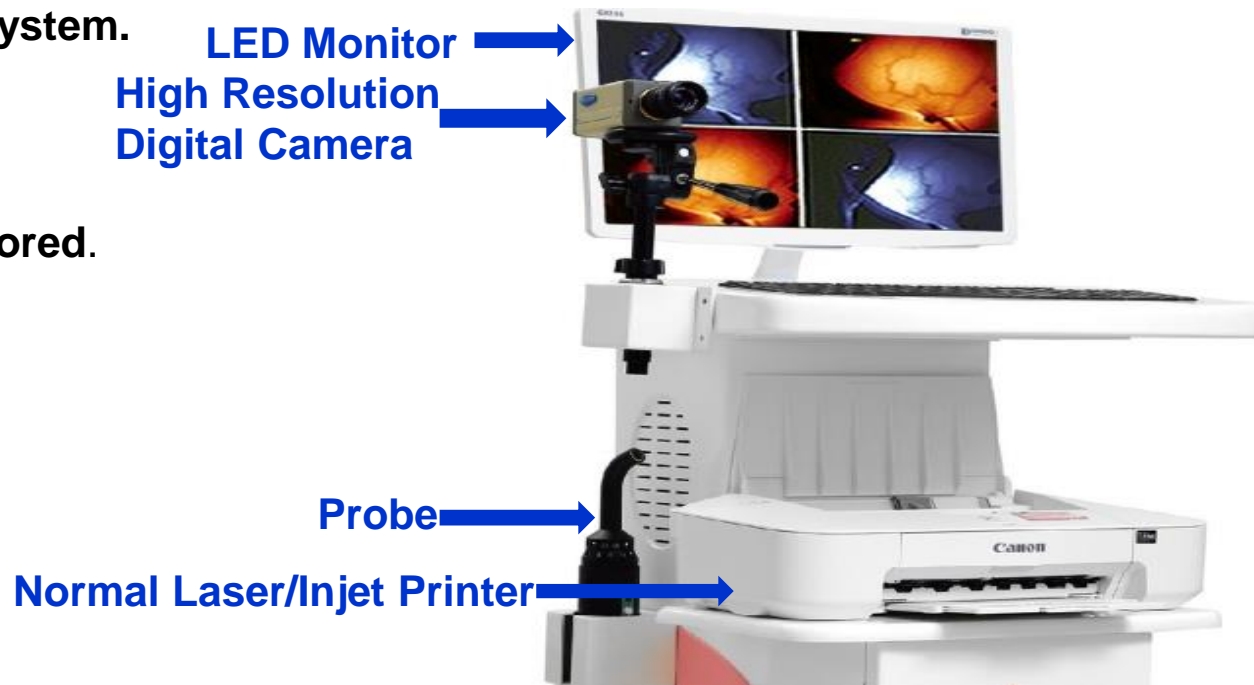 ystem.
LED Monitor
High Resolution
Digital Camera
ored.
Probe
Normal Laser/Injet Printer
Canon